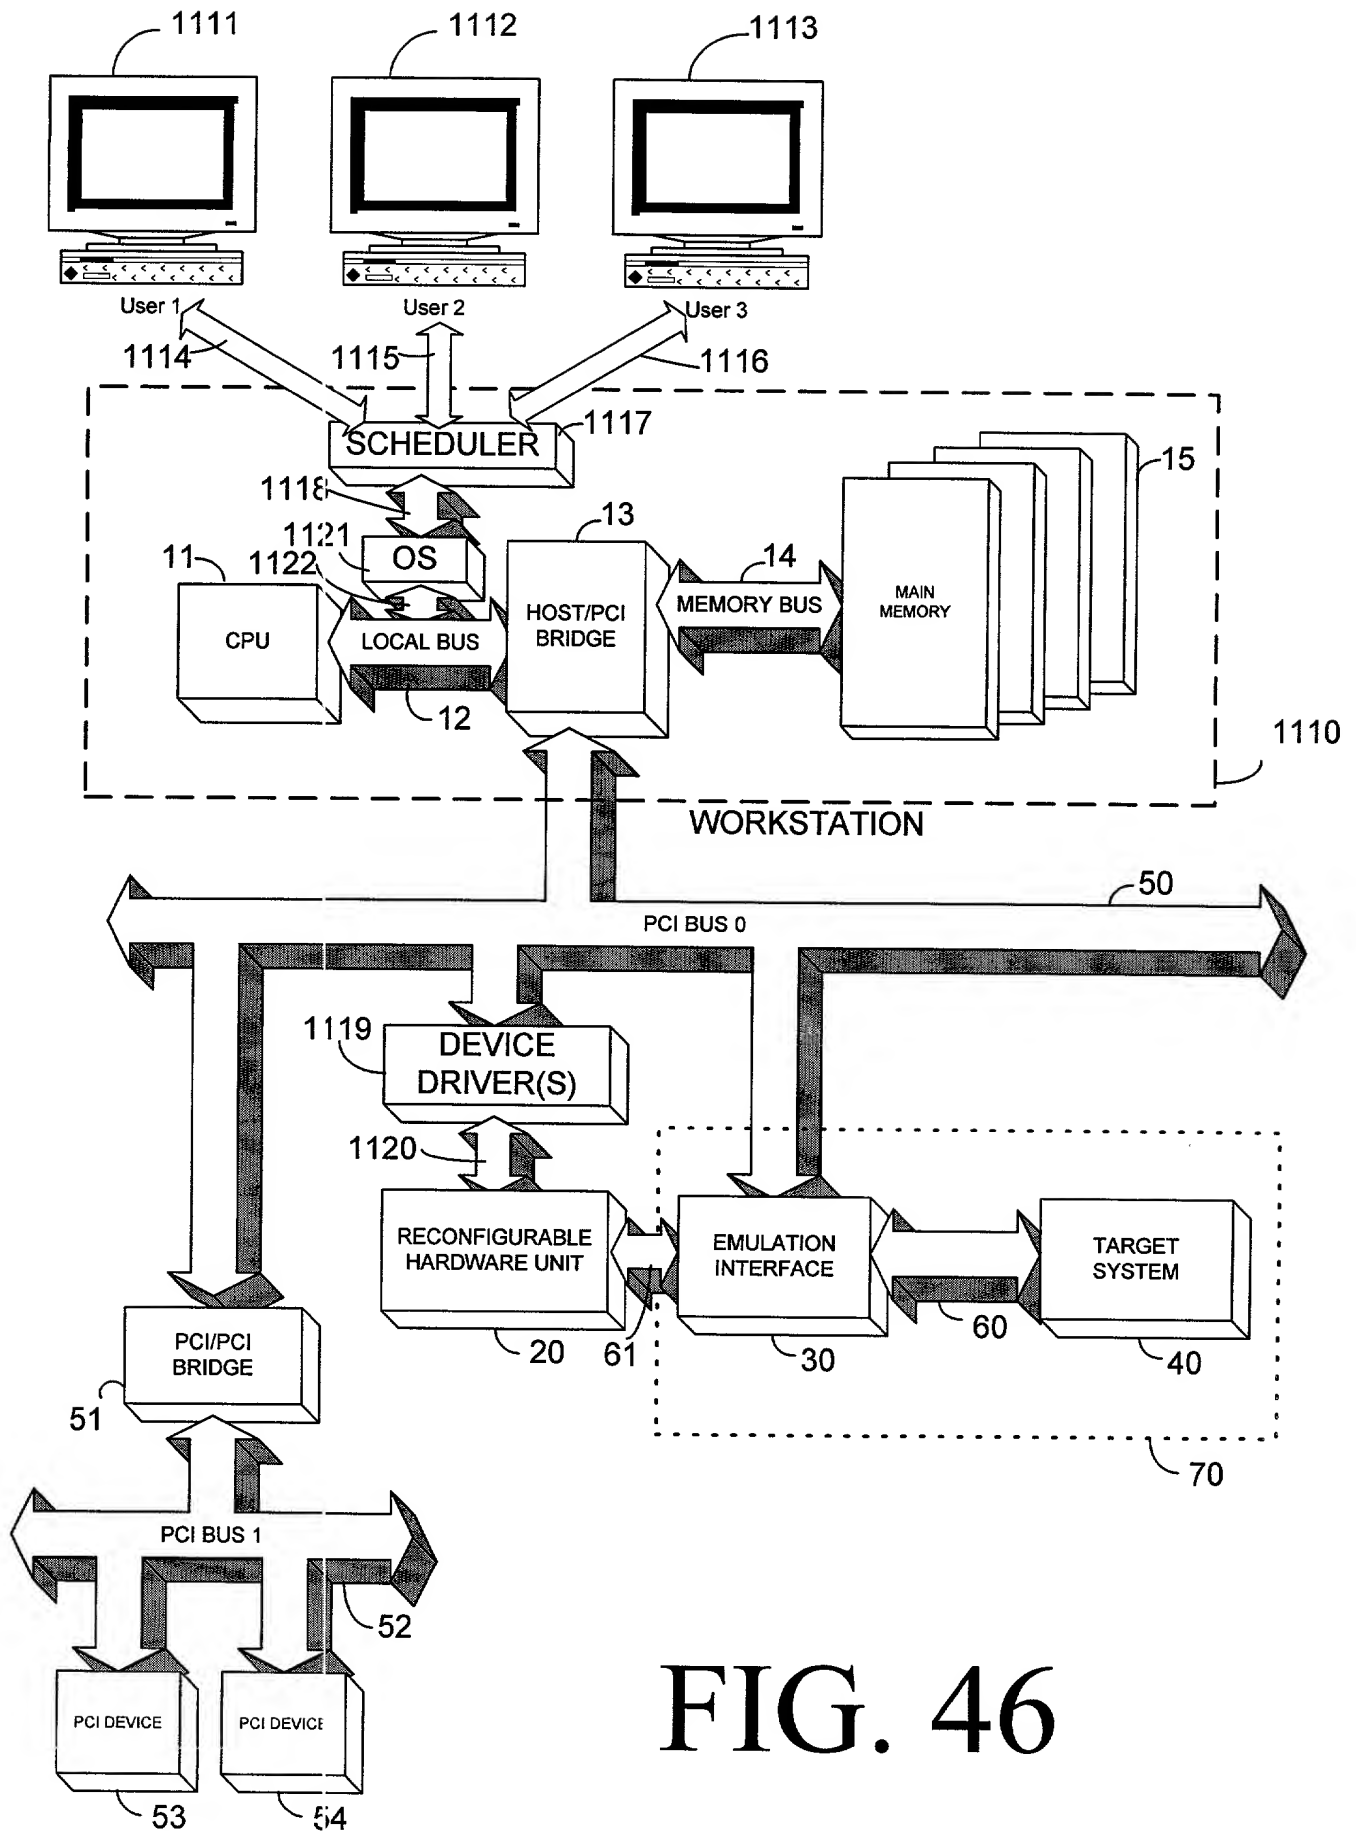 1111
1112
1113
User 1
User 2
User 3
1114
1115
1116
SCHEDULER
1117
1118
15
13
1121
OS
11
1122
14
CPU
LOCAL BUS
HOST/PCI
BRIDGE
MEMORY BUS
MAIN
MEMORY
12
1110
WORKSTATION
50
PCI BUS 0
1119
DEVICE
DRIVER(S)
1120
RECONFIGURABLE
HARDWARE UNIT
EMULATION
INTERFACE
TARGET
SYSTEM
20
61
30
60
40
PCI/PCI
BRIDGE
51
70
PCI BUS 1
52
PCI DEVICE
PCI DEVICE
53
54
FIG. 46